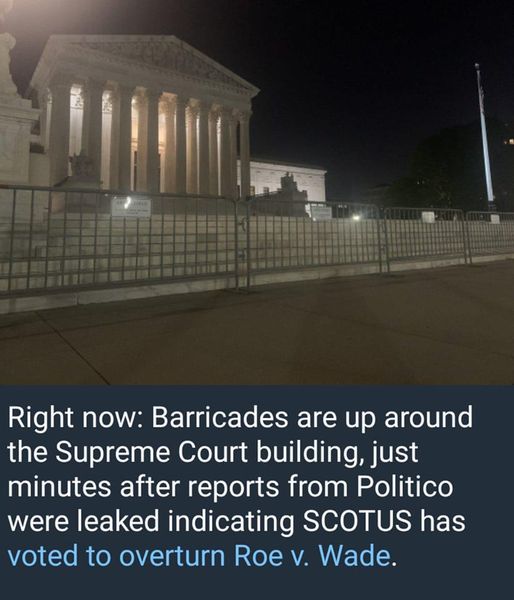 Right now: Barricades are up around
the Supreme Court building, just
minutes after reports from Politico
were leaked indicating SCOTUS has
voted to overturn Roe v. Wade.